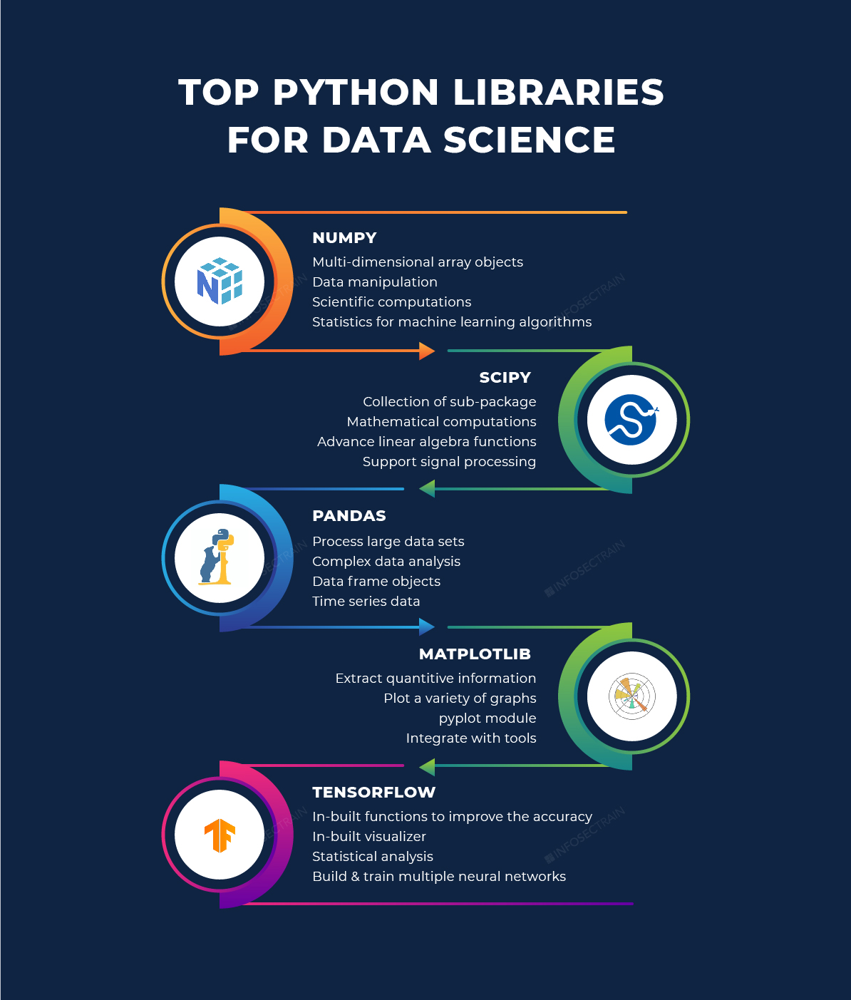 TOP PYTHON LIBRARIES
FOR DATA SCIENCE
NUMPY
Multi-dimensional array objects
Data manipulation
Scientific computations
Statistics for machine learning algorithms
SCIPY
Collection of sub-package
Mathematical computations
Advance linear algebra functions
Support signal processing
PANDAS
Process large data sets
Complex data analysis
Data frame objects
Time series data
MATPLOTLIB
Extract quantitive information
Plot a variety of graphs
pyplot module
Integrate with tools
TENSORFLOW
In-built functions to improve the accuracy
In-built visualizer
Statistical analysis
Build & train multiple neural networks
INFOSECTRAIN
INFOSECTRAIN